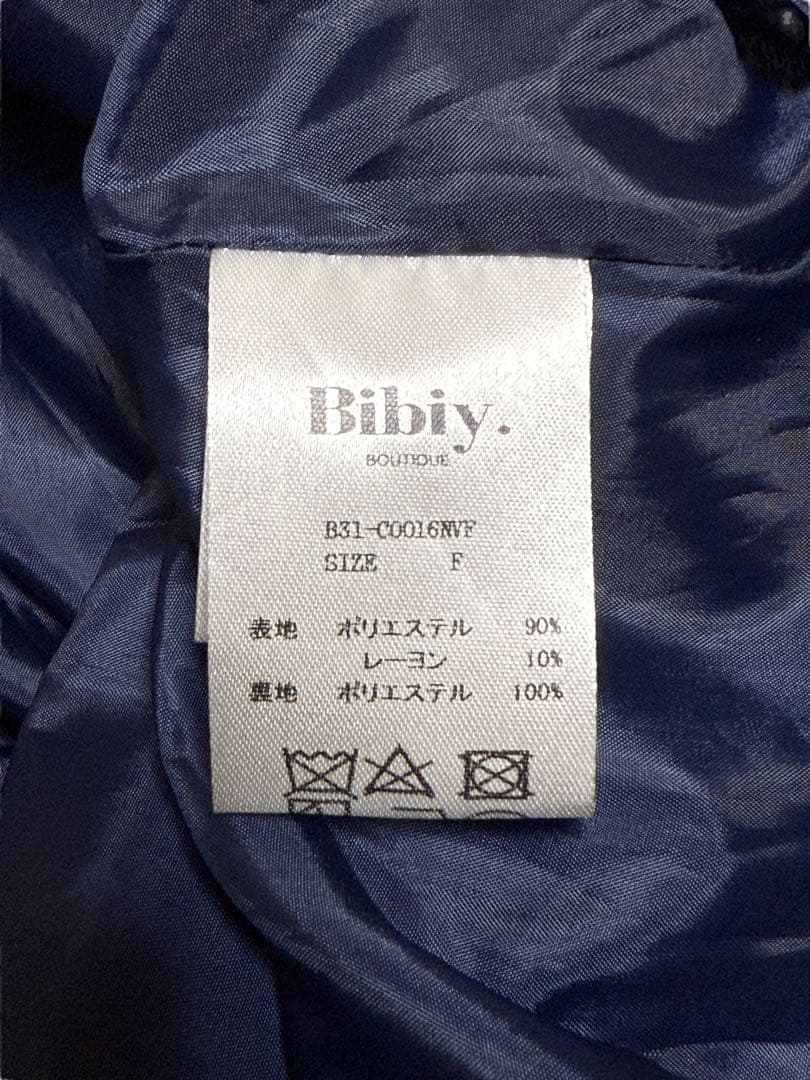 Bibiy.
BOUTIQUE
B31-C0016NVF
SIZE F
表地 ポリエステル 90%
レーヨン 10%
裏地 ポリエステル 100%